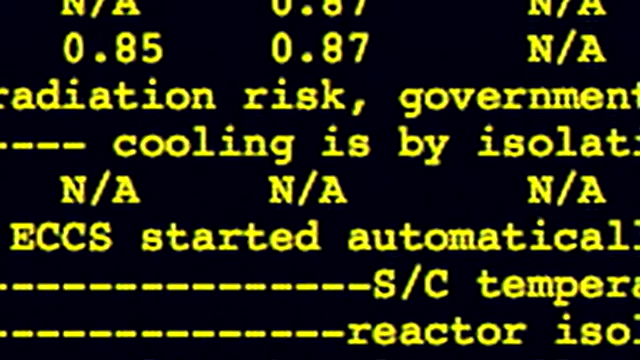 N/A 0.87 N/A
0.85 0.87 N/A
radiation risk, government
---- cooling is by isolati
N/A N/A N/A
ECCS started automaticall
---------------S/C tempera
--------------reactor isol